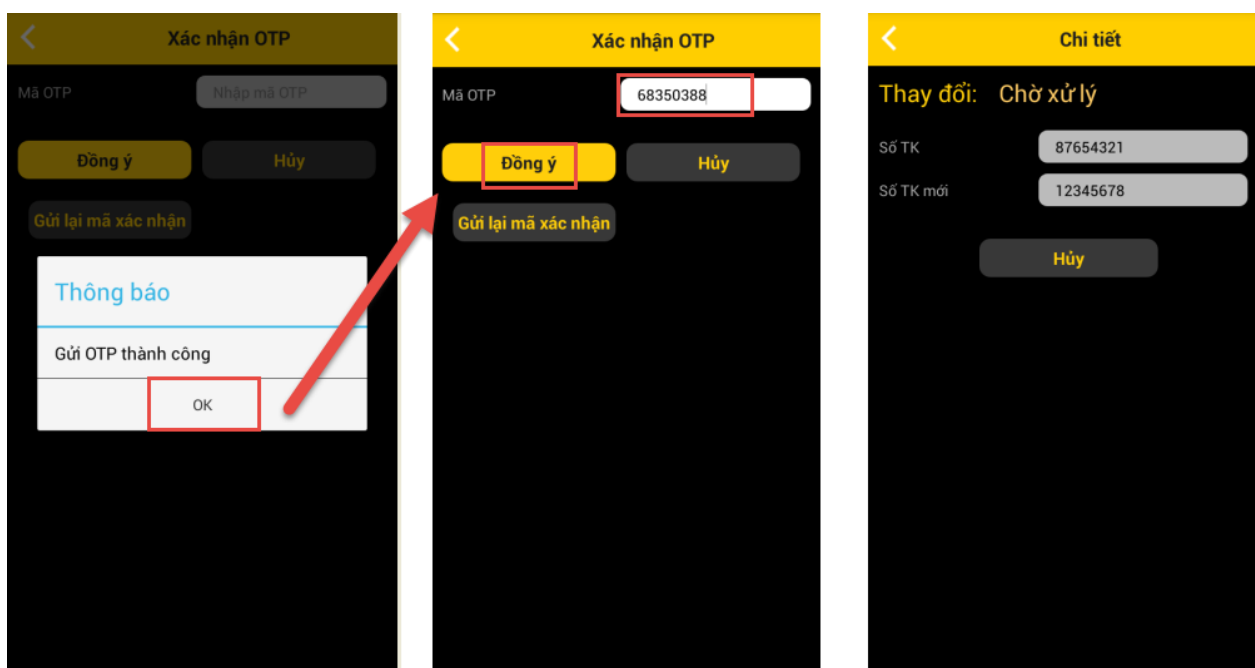 Xác nhận OTP
Mã OTP
Nhập mã OTP
Đồng ý
Hủy
Gửi lại mã xác nhận
Thông báo
Gửi OTP thành công
OK
Xác nhận OTP
Mã OTP
68350388
Đồng ý
Hủy
Gửi lại mã xác nhận
Chi tiết
Thay đổi: Chờ xử lý
Số TK
87654321
Số TK mới
12345678
Hủy